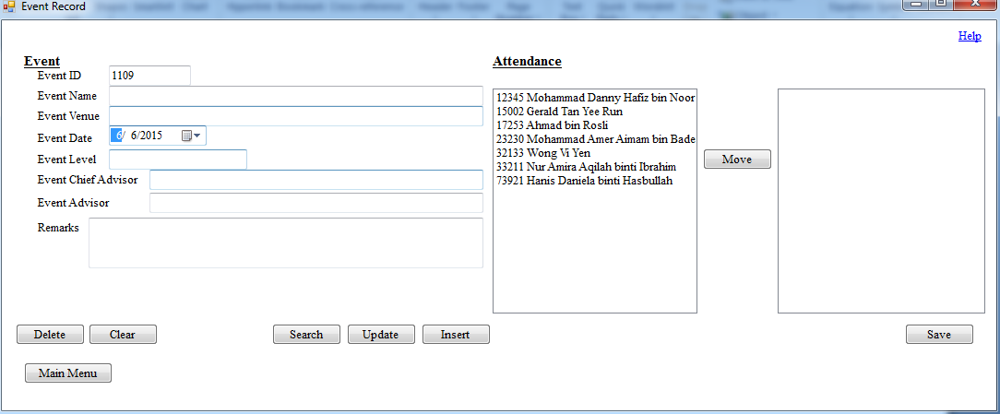 Event Record
Help
Event
Event ID 1109
Event Name
Event Venue
Event Date 6/ 6/2015
Event Level
Event Chief Advisor
Event Advisor
Remarks
Attendance
12345 Mohammad Danny Hafiz bin Noor
15002 Gerald Tan Yee Run
17253 Ahmad bin Rosli
23230 Mohammad Amer Aimam bin Bade
32133 Wong Vi Yen
33211 Nur Amira Aqilah binti Ibrahim
73921 Hanis Daniela binti Hasbullah
Move
Delete Clear Search Update Insert Save
Main Menu